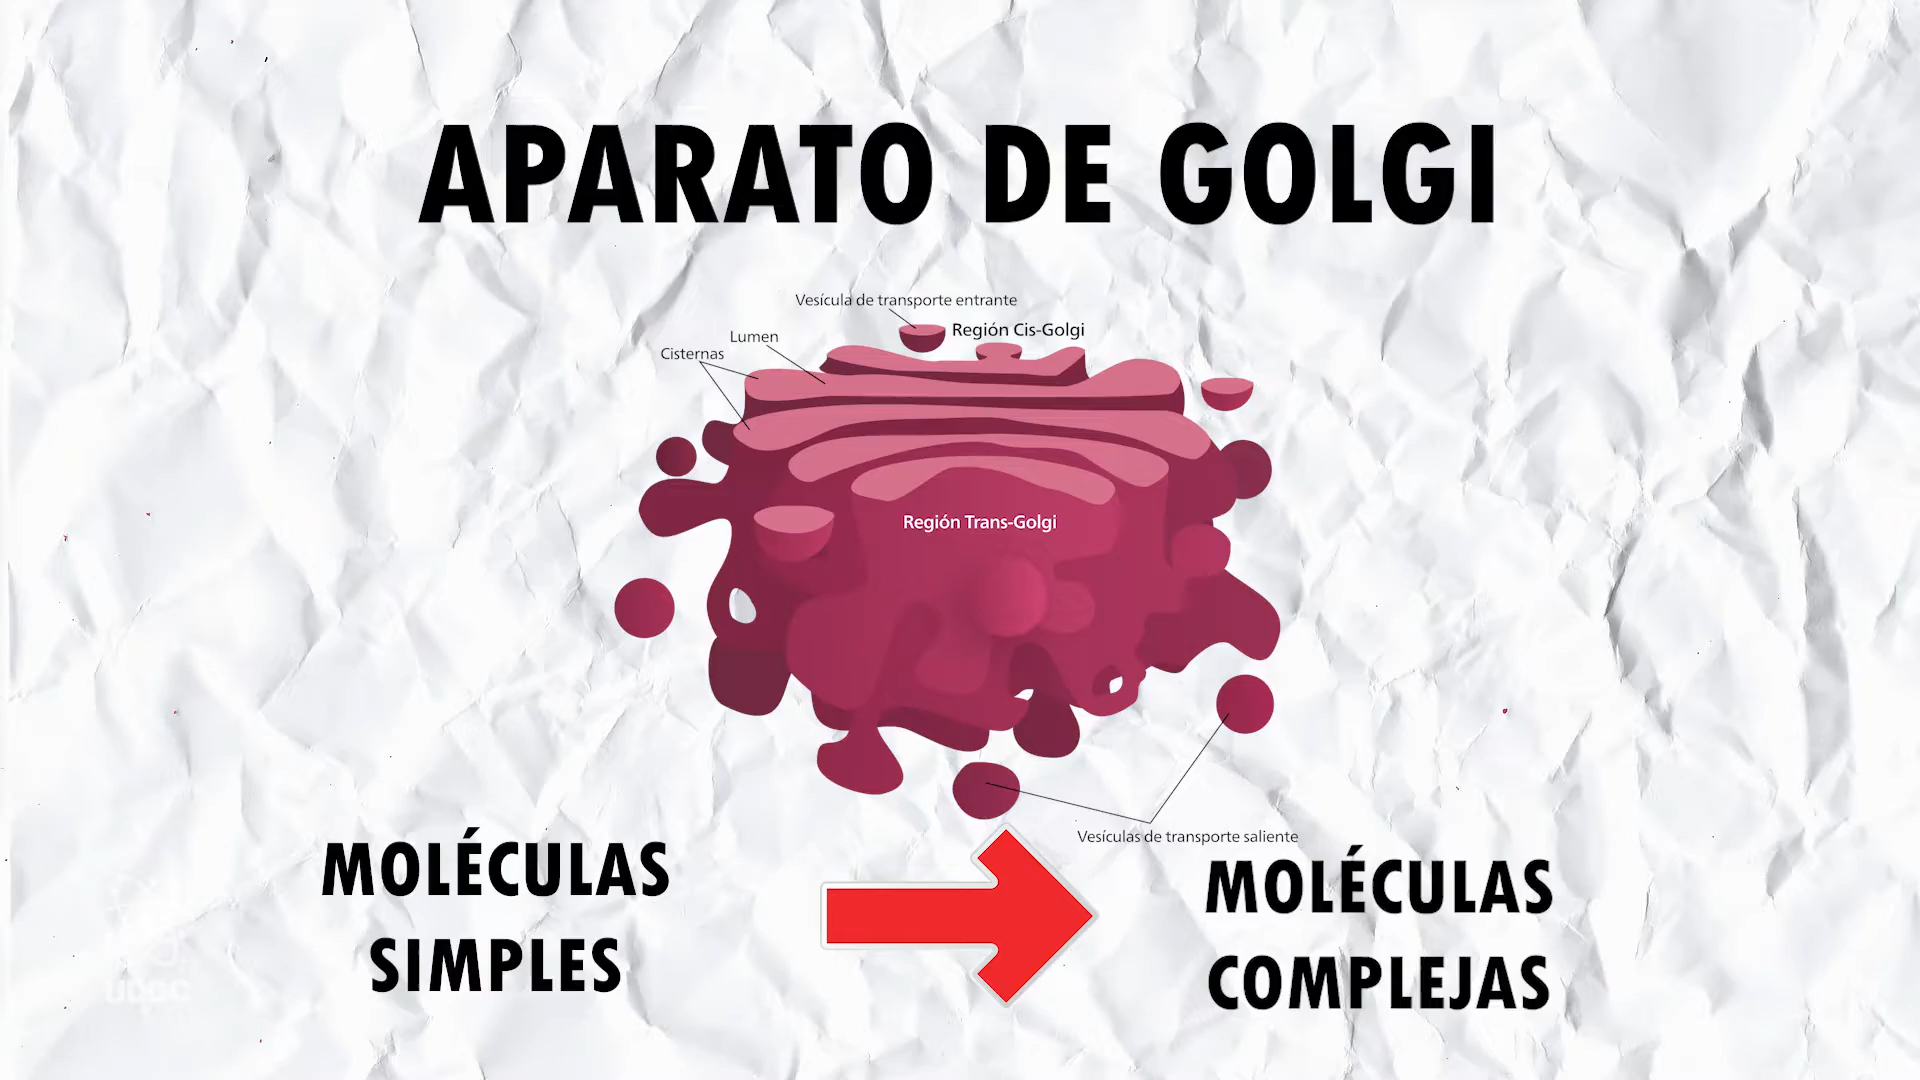 APARATO DE GOLGI
Vesícula de transporte entrante
Región Cis-Golgi
Lumen
Cisternas
Región Trans-Golgi
Vesículas de transporte saliente
MOLÉCULAS
SIMPLES
MOLÉCULAS
COMPLEJAS